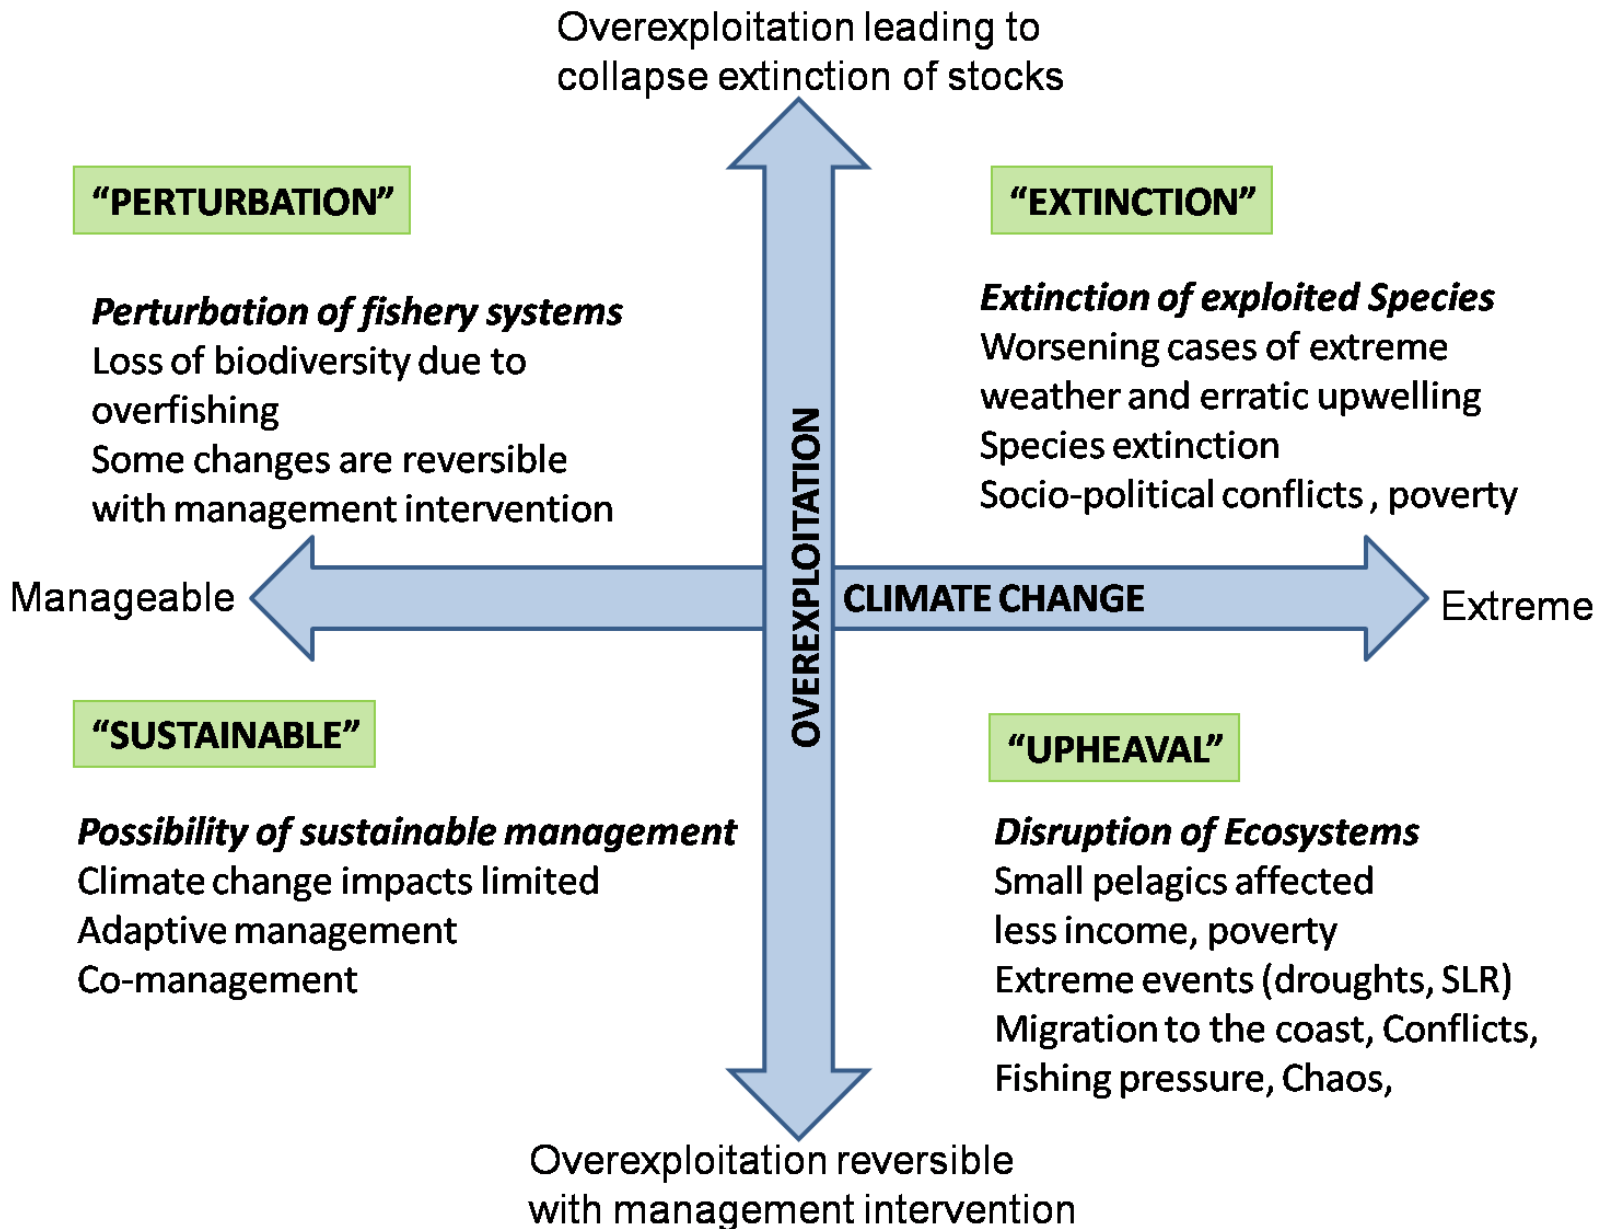 Overexploitation leading to
collapse extinction of stocks
“PERTURBATION”
Perturbation of fishery systems
Loss of biodiversity due to
overfishing
Some changes are reversible
with management intervention
“EXTINCTION”
Extinction of exploited Species
Worsening cases of extreme
weather and erratic upwelling
Species extinction
Socio-political conflicts , poverty
Manageable
OVEREXPLOITATION
CLIMATE CHANGE
Extreme
“SUSTAINABLE”
Possibility of sustainable management
Climate change impacts limited
Adaptive management
Co-management
“UPHEAVAL”
Disruption of Ecosystems
Small pelagics affected
less income, poverty
Extreme events (droughts, SLR)
Migration to the coast, Conflicts,
Fishing pressure, Chaos,
Overexploitation reversible
with management intervention